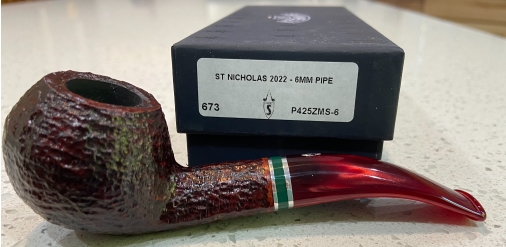 ST NICHOLAS 2022 - 6MM PIPE
673
S
P425ZMS-6